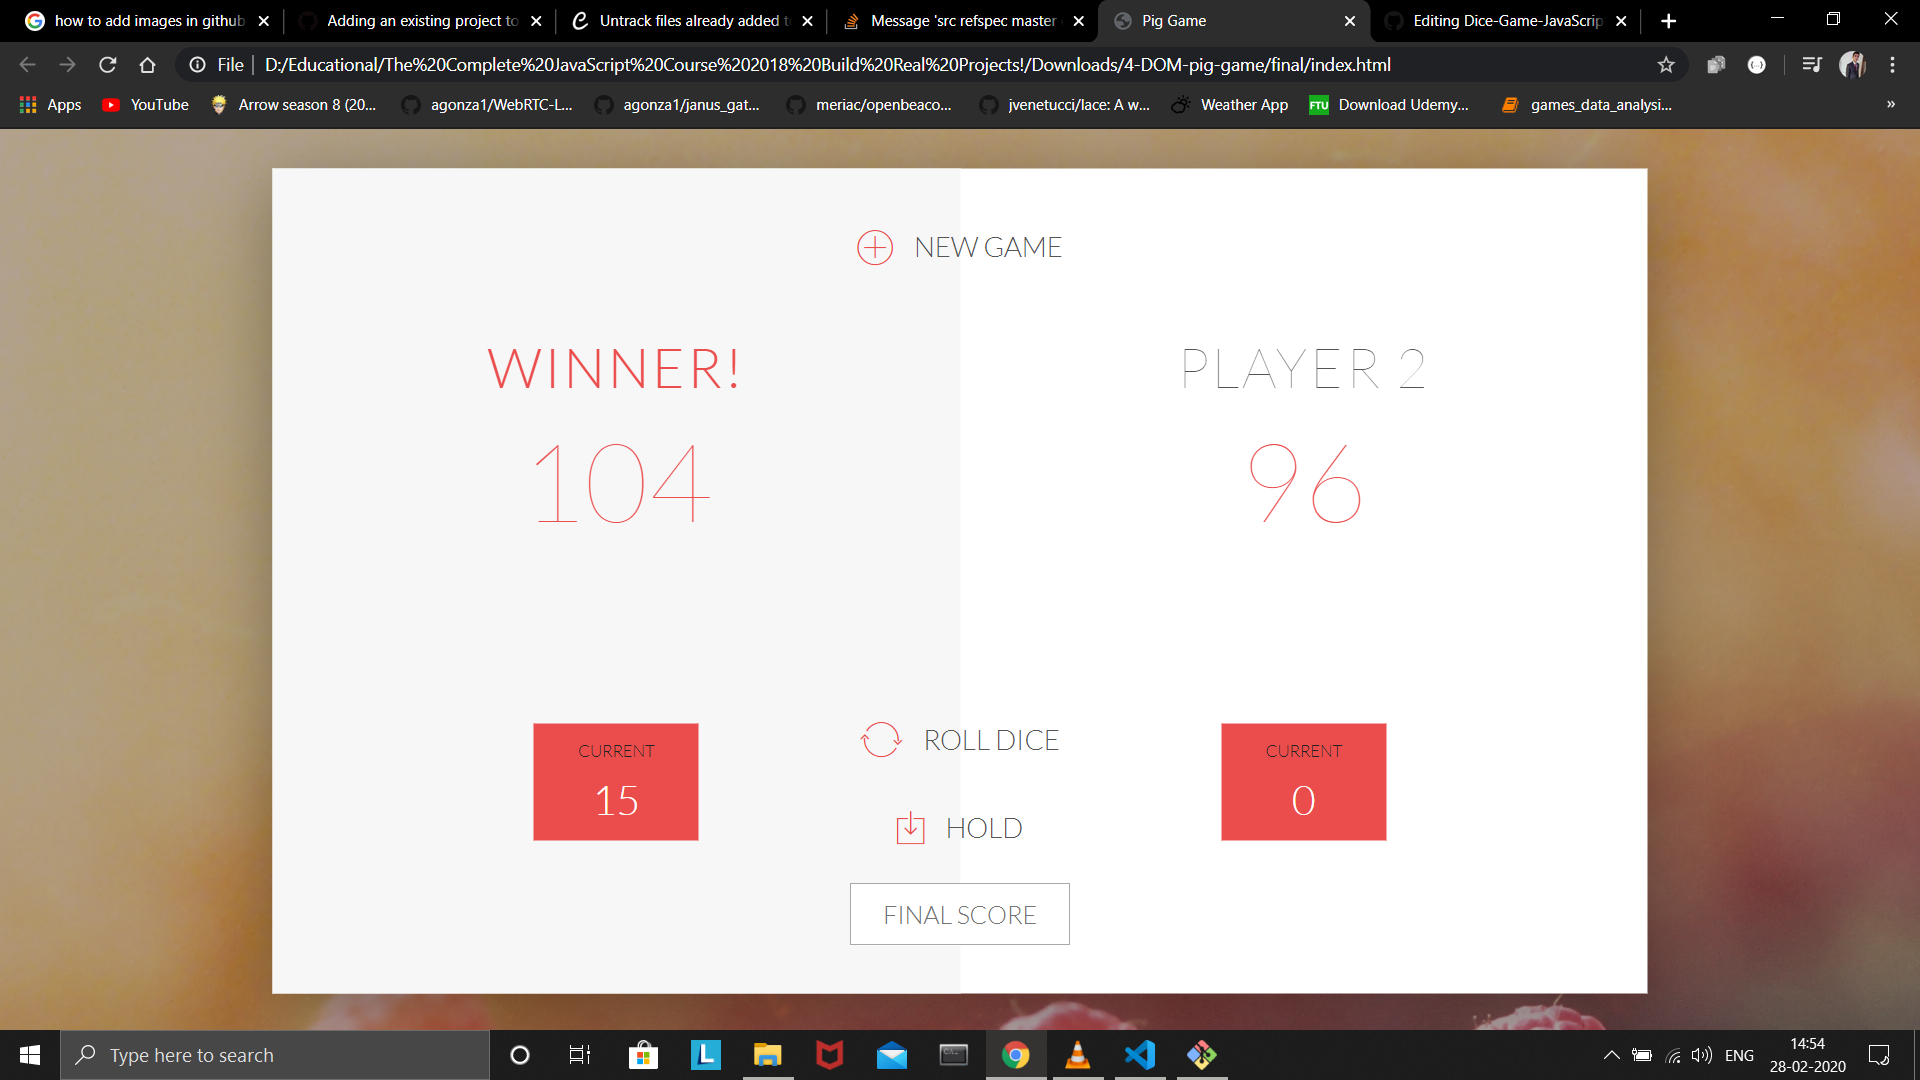 how to add images in github
Adding an existing project to
Untrack files already added t
Message 'src refspec master
Pig Game
Editing Dice-Game-JavaScrip
File
D:/Educational/The%20Complete%20JavaScript%20Course%202018%20Build%20Real%20Projects!/Downloads/4-DOM-pig-game/final/index.html
Apps
YouTube
Arrow season 8 (20...
agonza1/WebRTC-L...
agonza1/janus_gat...
meriac/openbeaco...
jvenetucci/lace: A w...
Weather App
FTU
Download Udemy...
games_data_analysi...
»
NEW GAME
WINNER!
PLAYER 2
104
96
ROLL DICE
CURRENT
15
CURRENT
0
HOLD
FINAL SCORE
Type here to search
L
ENG
14:54
28-02-2020